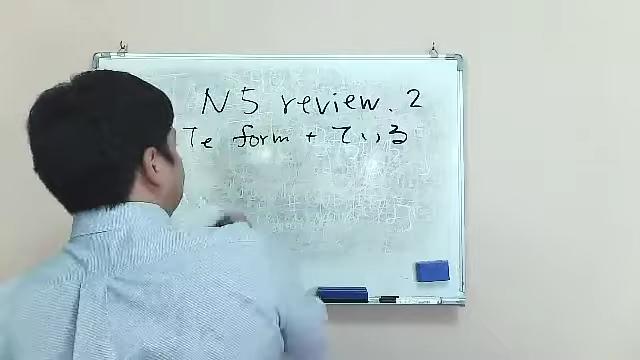 N5 review. 2
Te form + ている